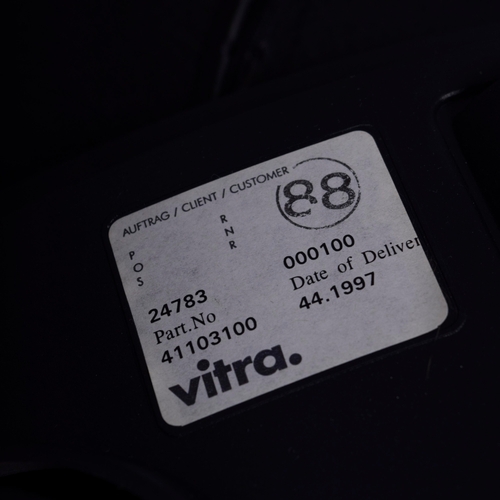 AUFTRAG / CLIENT / CUSTOMER
88
P
O
S
R
N
R
24783
000100
Part.No
Date of Deliver
41103100
44.1997
vitra.